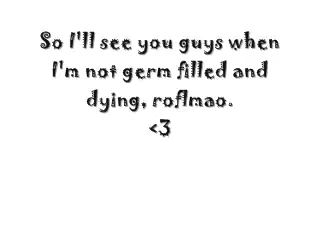 So I'll see you guys when
I'm not germ filled and
dying, roflmao.
<3